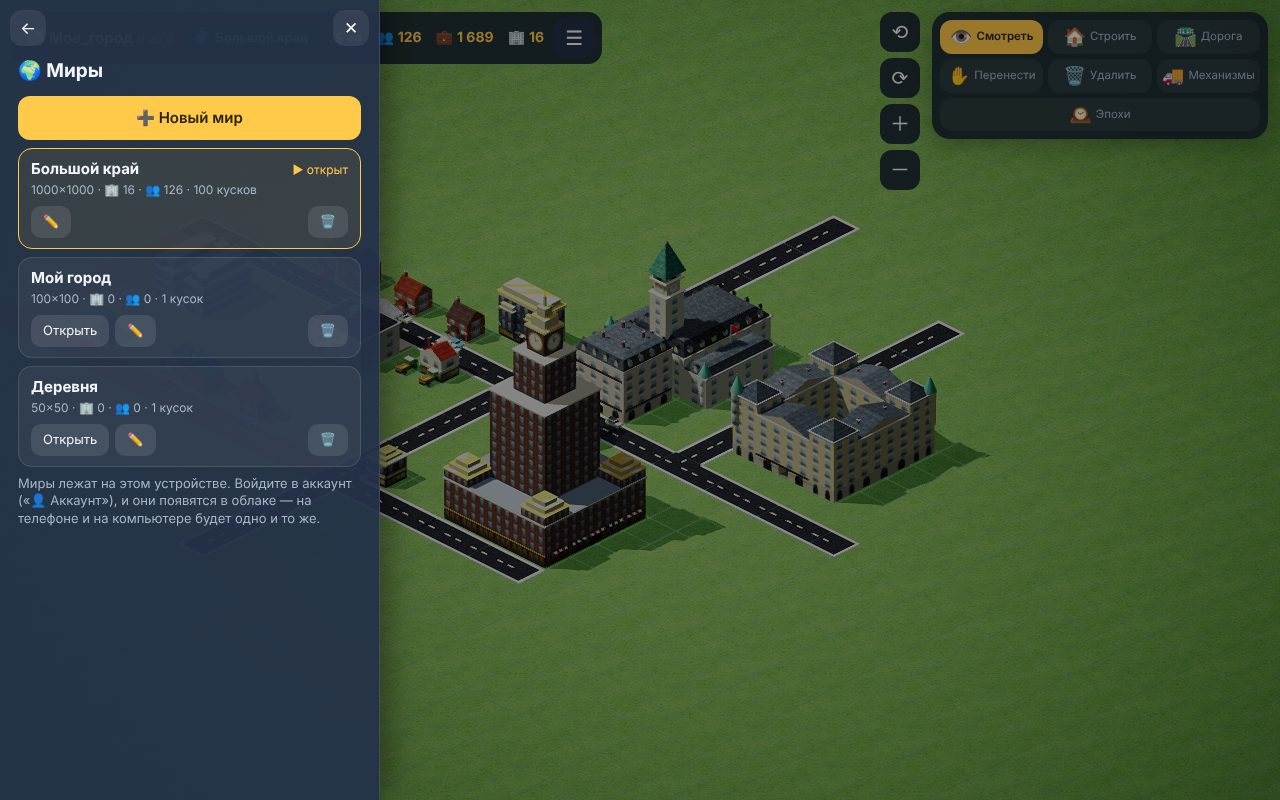 Мое_город
Большой край
126
1 689
16
Миры
Новый мир
Большой край
▶ открыт
1000×1000 · 16 · 126 · 100 кусков
Мой город
100×100 · 0 · 0 · 1 кусок
Открыть
Деревня
50×50 · 0 · 0 · 1 кусок
Открыть
Миры лежат на этом устройстве. Войдите в аккаунт
(«👤 Аккаунт»), и они появятся в облаке — на
телефоне и на компьютере будет одно и то же.
Смотреть
Строить
Дорога
Перенести
Удалить
Механизмы
Эпохи